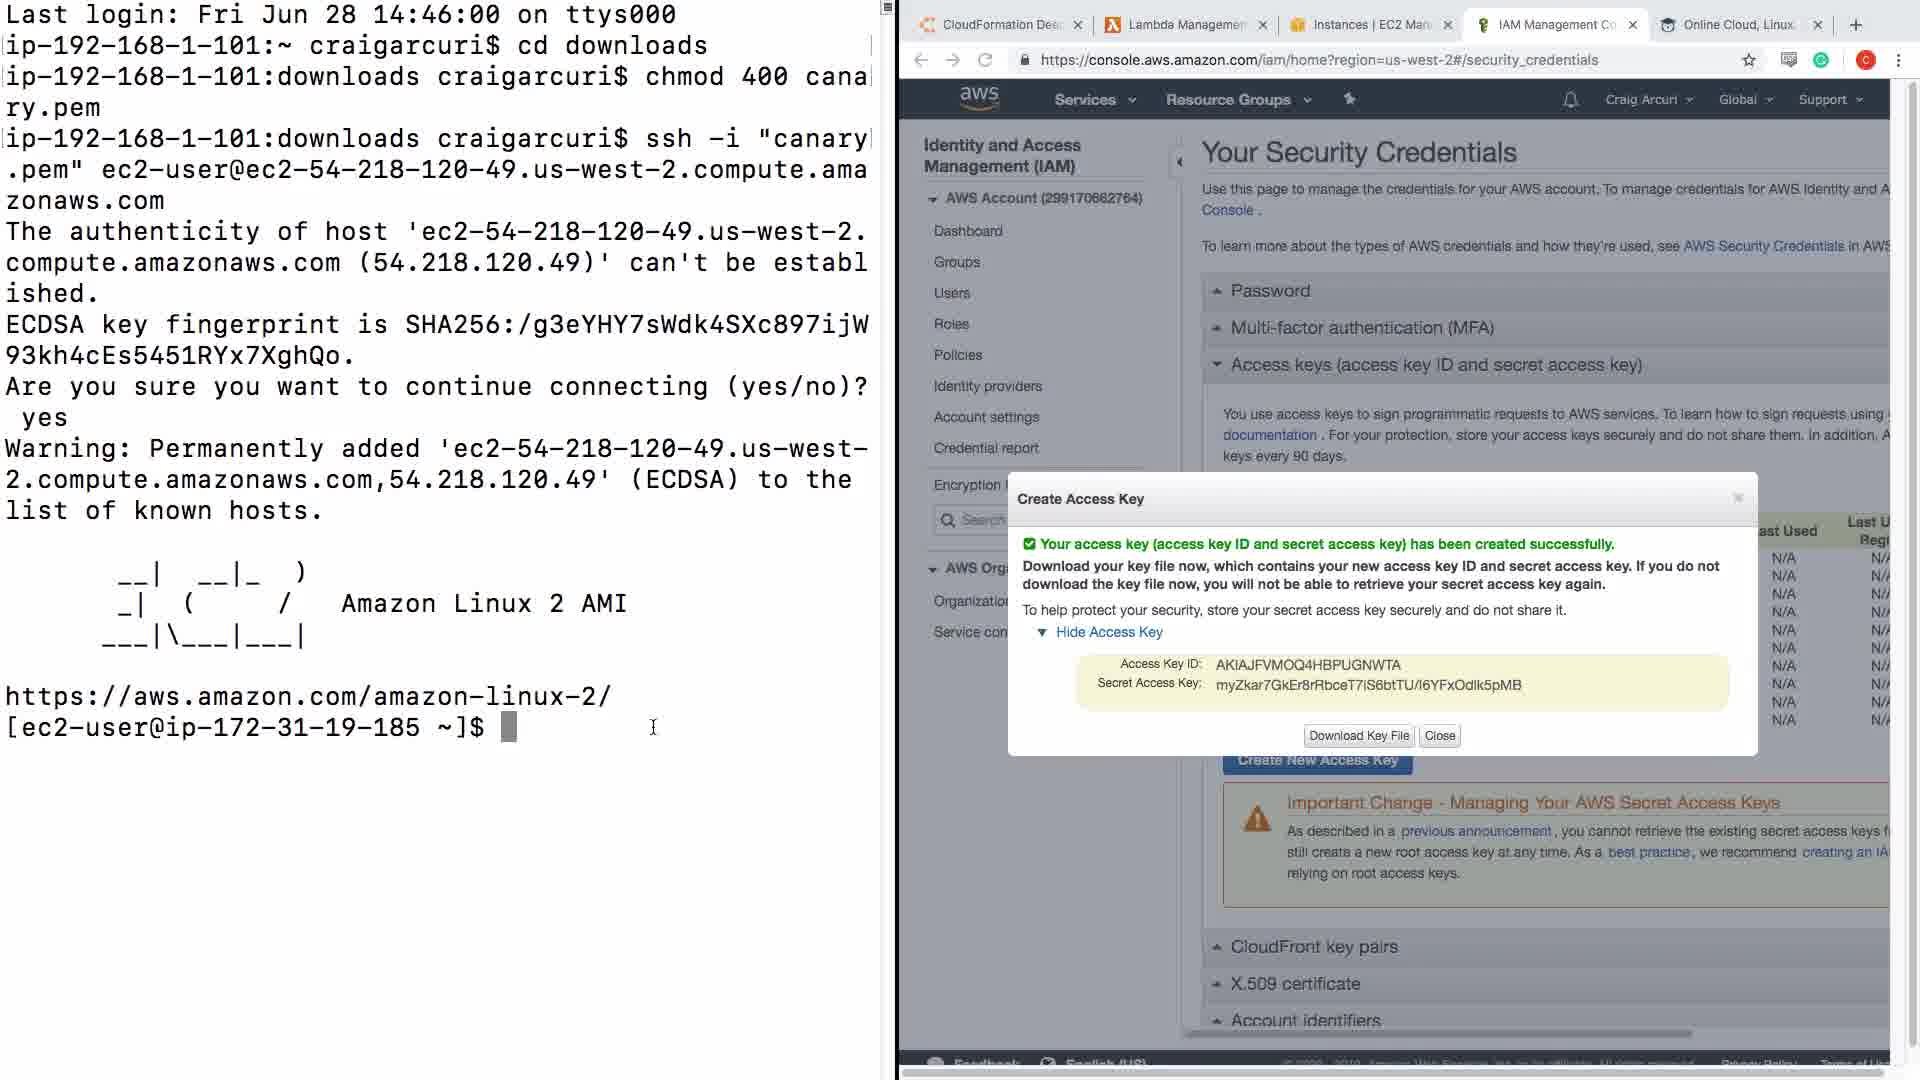 Last login: Fri Jun 28 14:46:00 on ttys000
ip-192-168-1-101:~ craigarcuri$ cd downloads
ip-192-168-1-101:downloads craigarcuri$ chmod 400 cana
ry.pem
ip-192-168-1-101:downloads craigarcuri$ ssh -i "canary
.pem" ec2-user@ec2-54-218-120-49.us-west-2.compute.ama
zonaws.com
The authenticity of host 'ec2-54-218-120-49.us-west-2.
compute.amazonaws.com (54.218.120.49)' can't be establ
ished.
ECDSA key fingerprint is SHA256:/g3eYHY7sWdk4SXc897ijW
93kh4cEs5451RYx7XghQo.
Are you sure you want to continue connecting (yes/no)?
yes
Warning: Permanently added 'ec2-54-218-120-49.us-west-
2.compute.amazonaws.com,54.218.120.49' (ECDSA) to the
list of known hosts.
__|  __|_  )
_|  (     /   Amazon Linux 2 AMI
___|\___|___|
https://aws.amazon.com/amazon-linux-2/
[ec2-user@ip-172-31-19-185 ~]$
CloudFormation Dee
Lambda Managemen
Instances | EC2 Man
IAM Management Co
Online Cloud, Linux
https://console.aws.amazon.com/iam/home?region=us-west-2#/security_credentials
C
aws
Services
Resource Groups
Craig Arcuri
Global
Support
Identity and Access
Management (IAM)
AWS Account (299170662764)
Dashboard
Groups
Users
Roles
Policies
Identity providers
Account settings
Credential report
Encryption
Search
AWS Orga
Organization
Service con
Your Security Credentials
Use this page to manage the credentials for your AWS account. To manage credentials for AWS Identity and A
Console .
To learn more about the types of AWS credentials and how they're used, see AWS Security Credentials in AWS
Password
Multi-factor authentication (MFA)
Access keys (access key ID and secret access key)
You use access keys to sign programmatic requests to AWS services. To learn how to sign requests using
documentation . For your protection, store your access keys securely and do not share them. In addition, A
keys every 90 days.
ast Used
Last U
Regi
N/A N/A
N/A N/A
N/A N/A
N/A N/A
N/A N/A
N/A N/A
N/A N/A
N/A N/A
N/A N/A
N/A N/A
Create Access Key
Your access key (access key ID and secret access key) has been created successfully.
Download your key file now, which contains your new access key ID and secret access key. If you do not
download the key file now, you will not be able to retrieve your secret access key again.
To help protect your security, store your secret access key securely and do not share it.
Hide Access Key
Access Key ID: AKIAJFVMOQ4HBPUGNWTA
Secret Access Key: myZkar7GkEr8rRbceT7iS6btTU/I6YFxOdlk5pMB
Download Key File
Close
Create New Access Key
Important Change - Managing Your AWS Secret Access Keys
As described in a previous announcement, you cannot retrieve the existing secret access keys f
still create a new root access key at any time. As a best practice, we recommend creating an IA
relying on root access keys.
CloudFront key pairs
X.509 certificate
Account identifiers
Feedback
English (US)
Privacy Policy
Terms of Us